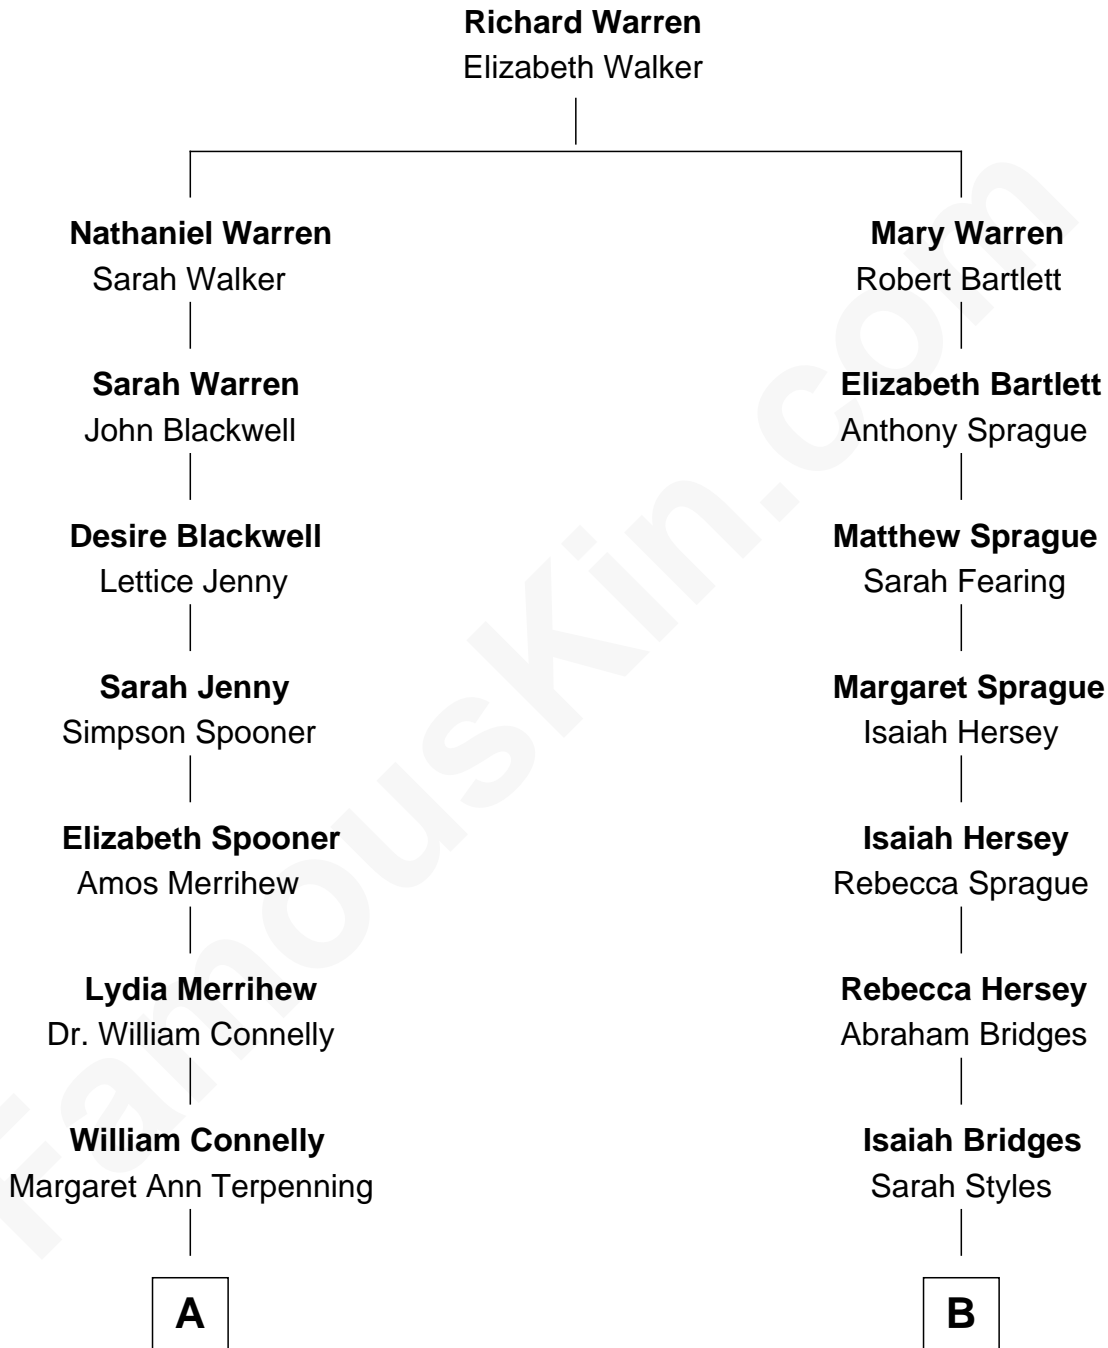 Richard Warren
Elizabeth Walker
Nathaniel Warren
Sarah Walker
Mary Warren
Robert Bartlett
Sarah Warren
John Blackwell
Elizabeth Bartlett
Anthony Sprague
Desire Blackwell
Lettice Jenny
Matthew Sprague
Sarah Fearing
Sarah Jenny
Simpson Spooner
Margaret Sprague
Isaiah Hersey
Elizabeth Spooner
Amos Merrihew
Isaiah Hersey
Rebecca Sprague
Lydia Merrihew
Dr. William Connelly
Rebecca Hersey
Abraham Bridges
William Connelly
Margaret Ann Terpenning
Isaiah Bridges
Sarah Styles
A
B
FamousKin.com